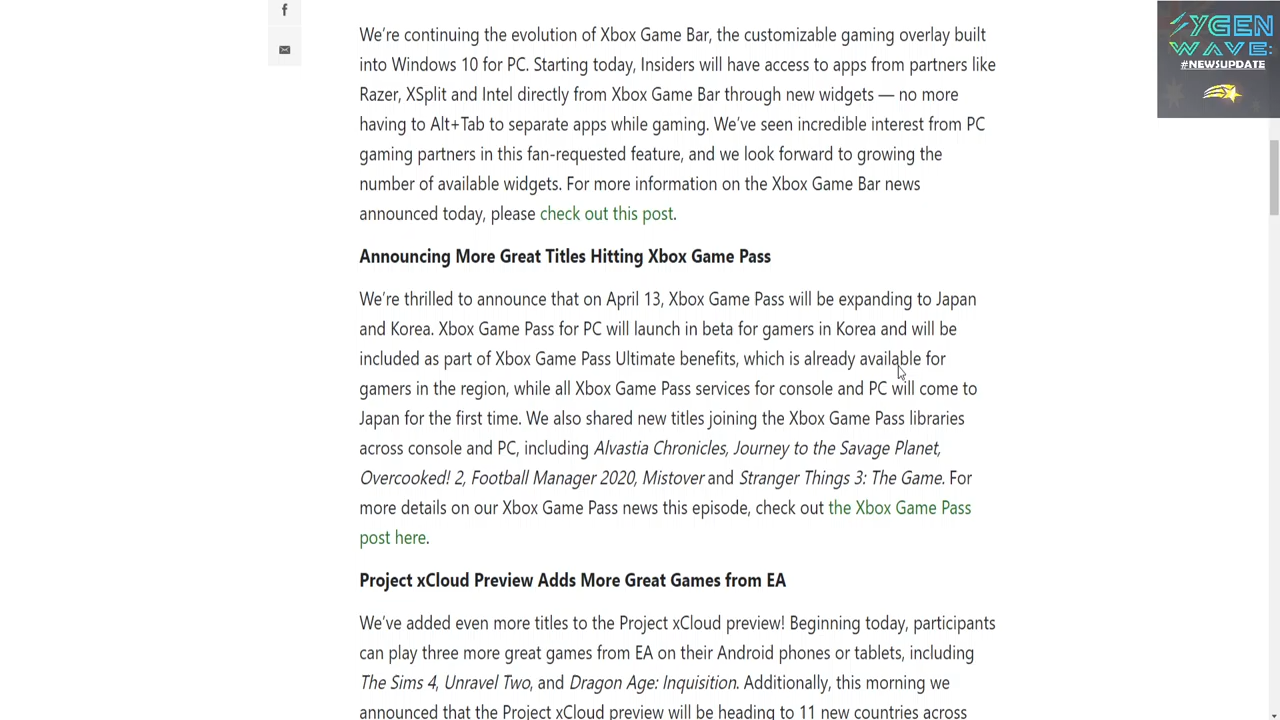 We're continuing the evolution of Xbox Game Bar, the customizable gaming overlay built
into Windows 10 for PC. Starting today, Insiders will have access to apps from partners like
Razer, XSplit and Intel directly from Xbox Game Bar through new widgets — no more
having to Alt+Tab to separate apps while gaming. We've seen incredible interest from PC
gaming partners in this fan-requested feature, and we look forward to growing the
number of available widgets. For more information on the Xbox Game Bar news
announced today, please check out this post.
Announcing More Great Titles Hitting Xbox Game Pass
We're thrilled to announce that on April 13, Xbox Game Pass will be expanding to Japan
and Korea. Xbox Game Pass for PC will launch in beta for gamers in Korea and will be
included as part of Xbox Game Pass Ultimate benefits, which is already available for
gamers in the region, while all Xbox Game Pass services for console and PC will come to
Japan for the first time. We also shared new titles joining the Xbox Game Pass libraries
across console and PC, including Alvastia Chronicles, Journey to the Savage Planet,
Overcooked! 2, Football Manager 2020, Mistover and Stranger Things 3: The Game. For
more details on our Xbox Game Pass news this episode, check out the Xbox Game Pass
post here.
Project xCloud Preview Adds More Great Games from EA
We've added even more titles to the Project xCloud preview! Beginning today, participants
can play three more great games from EA on their Android phones or tablets, including
The Sims 4, Unravel Two, and Dragon Age: Inquisition. Additionally, this morning we
announced that the Project xCloud preview will be heading to 11 new countries across
WAVE:
#NEWSUPDATE